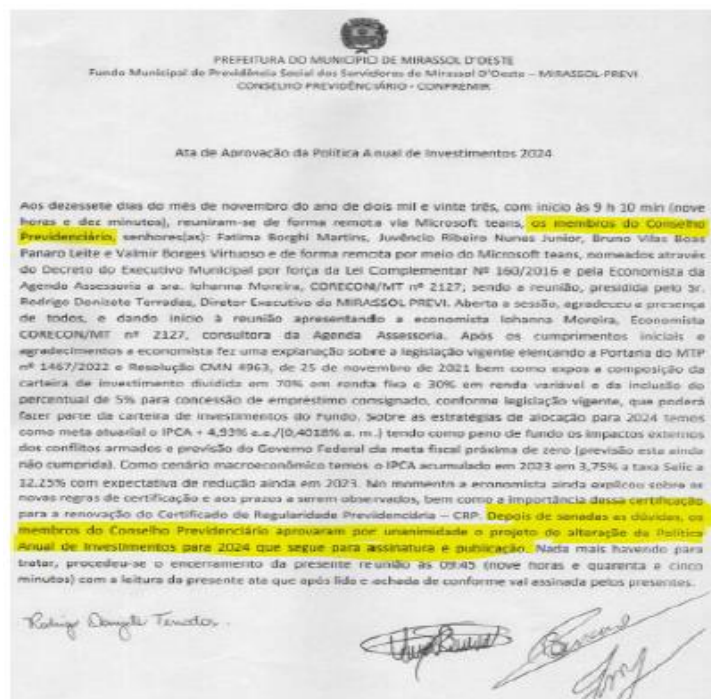 PREFEITURA DO MUNICÍPIO DE MIRASSOL D'OESTE
Fundo Municipal de Previdência Social dos Servidores de Mirassol D'Oeste – MIRASSOL-PREVI
CONSELHO PREVIDÊNCIÁRIO - CONPREMIR
Ata de Aprovação da Política Anual de Investimentos 2024
Aos dezessete dias do mês de novembro do ano de dois mil e vinte três, com início às 9 h 10 min (nove
horas e dez minutos), reuniram-se de forma remota via Microsoft teams, os membros do Conselho
Previdenciário, senhores(as): Fatima Borghi Martins, Juvêncio Ribeiro Nunes Junior, Bruno Vilas Boas
Panaro Leite e Valmir Borges Virtuoso e de forma remota por meio do Microsoft teams, nomeados através
do Decreto do Executivo Municipal por força da Lei Complementar Nº 160/2016 e pela Economista da
Agenda Assessoria a sra. Iohanna Moreira, CORECON/MT nº 2127; sendo a reunião, presidida pelo Sr.
Rodrigo Donizete Terradas, Diretor Executivo do MIRASSOL PREVI. Aberta a sessão, agradeceu a presença
de todos, e dando início à reunião apresentando a economista Iohanna Moreira, Economista
CORECON/MT nº 2127, consultora da Agenda Assessoria. Após os cumprimentos iniciais e
agradecimentos a economista fez uma explanação sobre a legislação vigente elencando a Portaria do MTP
nº 1467/2022 e Resolução CMN 4963, de 25 de novembro de 2021 bem como expos a composição da
carteira de investimento dividida em 70% em renda fixa e 30% em renda variável e da inclusão do
percentual de 5% para concessão de empréstimo consignado, conforme legislação vigente, que poderá
fazer parte da carteira de investimentos do Fundo. Sobre as estratégias de alocação para 2024 temos
como meta atuarial o IPCA + 4,93% a.a./(0,4018% a. m.) tendo como pano de fundo os impactos externos
dos conflitos armados e previsão do Governo Federal da meta fiscal próxima de zero (previsão esta ainda
não cumprida). Como cenário macroeconômico temos o IPCA acumulado em 2023 em 3,75% a taxa Selic a
12,25% com expectativa de redução ainda em 2023. No momento a economista ainda explicou sobre as
novas regras de certificação e aos prazos a serem observados, bem como a importância dessa certificação
para a renovação do Certificado de Regularidade Previdenciária – CRP. Depois de sanadas as dúvidas, os
membros do Conselho Previdenciário aprovaram por unanimidade o projeto de alteração da Política
Anual de Investimentos para 2024 que segue para assinatura e publicação. Nada mais havendo para
tratar, procedeu-se o encerramento da presente reunião às 09:45 (nove horas e quarenta e cinco
minutos) com a leitura da presente ata que após lida e achada de conforme vai assinada pelos presentes.